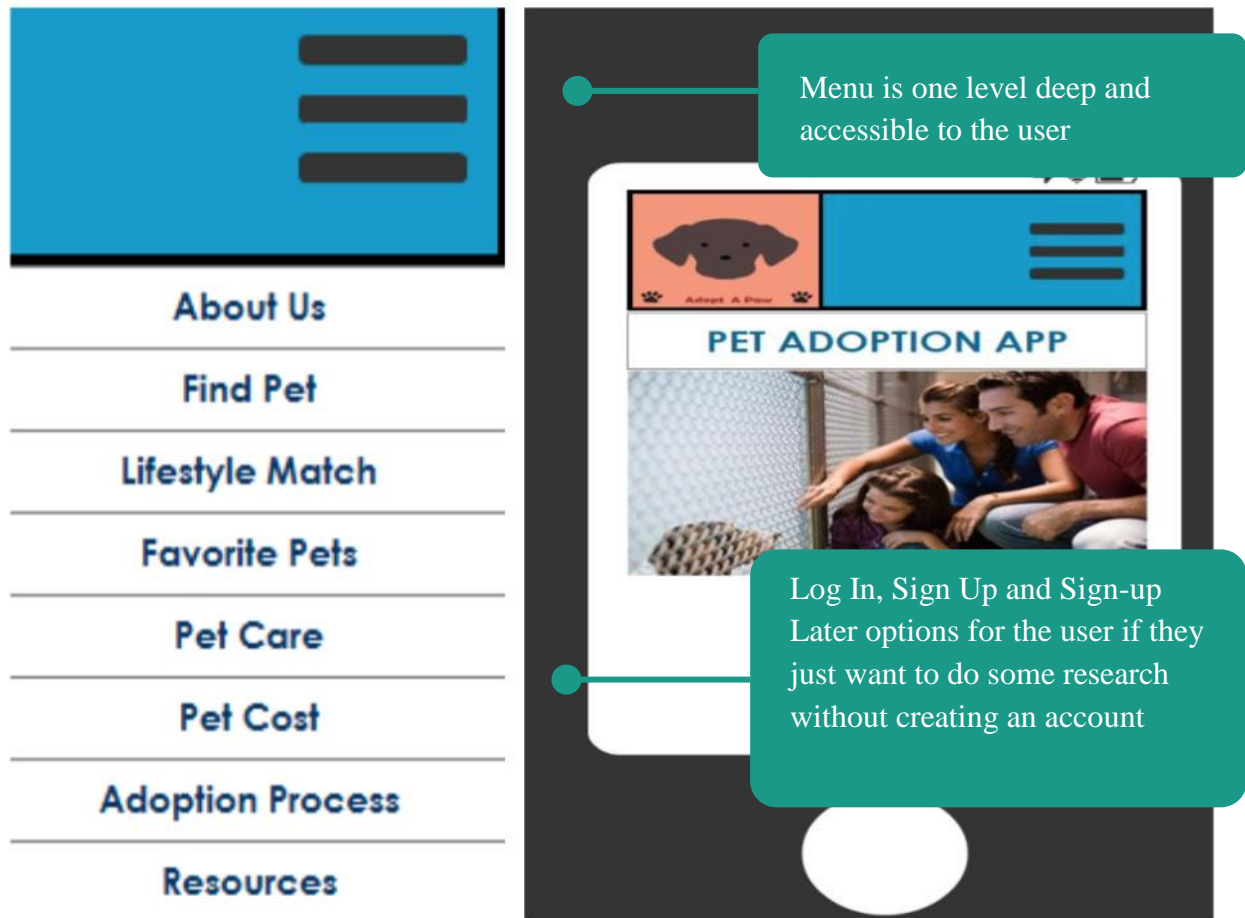 About Us
Find Pet
Lifestyle Match
Favorite Pets
Pet Care
Pet Cost
Adoption Process
Resources
Menu is one level deep and
accessible to the user
Adopt A Paw
PET ADOPTION APP
Log In, Sign Up and Sign-up
Later options for the user if they
just want to do some research
without creating an account